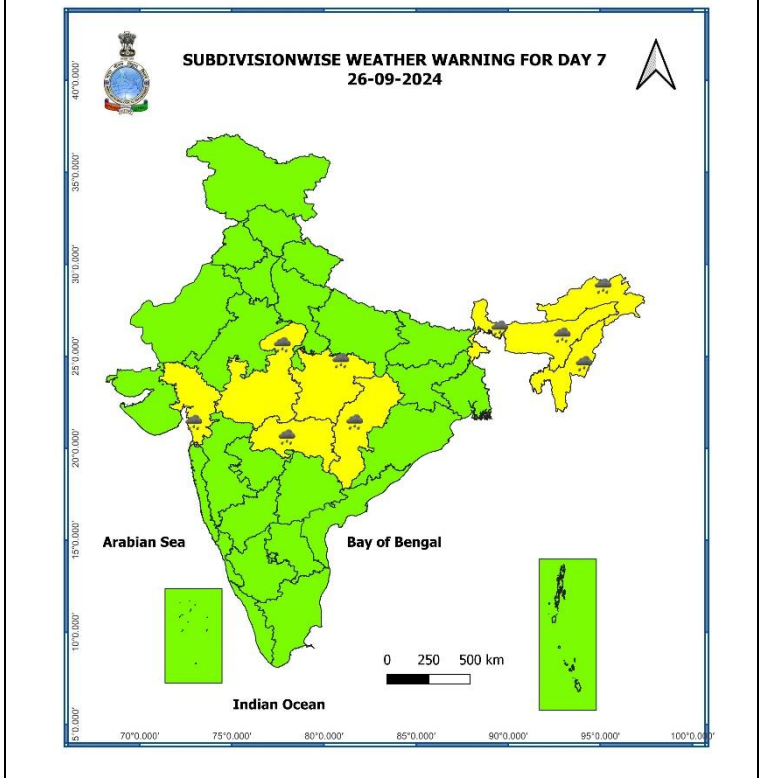 SUBDIVISIONWISE WEATHER WARNING FOR DAY 7
26-09-2024
40°0.000'
35°0.000'
30°0.000'
25°0.000'
20°0.000'
15°0.000'
10°0.000'
5°0.000'
Arabian Sea
Bay of Bengal
0 250 500 km
Indian Ocean
70°0.000' 75°0.000' 80°0.000' 85°0.000' 90°0.000' 95°0.000' 100°0.000'